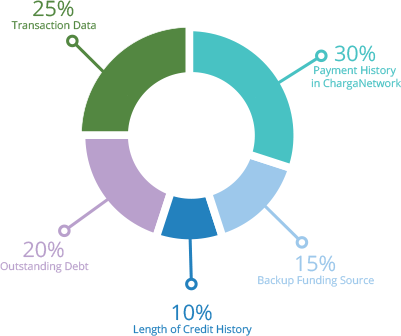 25%
Transaction Data
30%
Payment History
in ChargaNetwork
20%
Outstanding Debt
15%
Backup Funding Source
10%
Length of Credit History